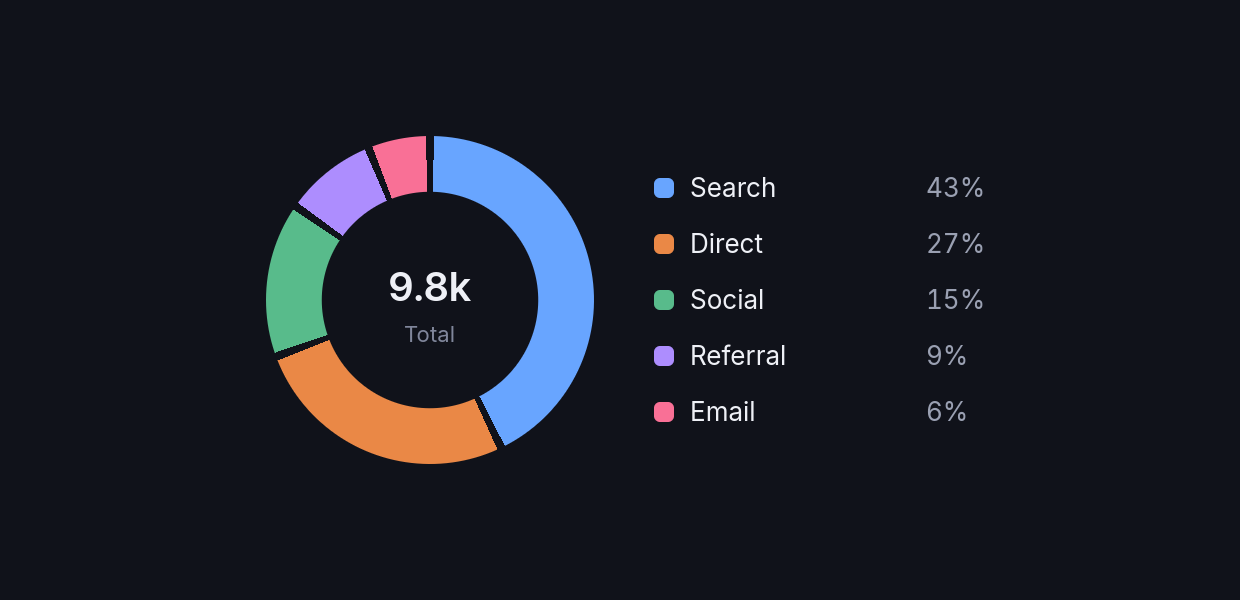 9.8k
Total
Search 43%
Direct 27%
Social 15%
Referral 9%
Email 6%